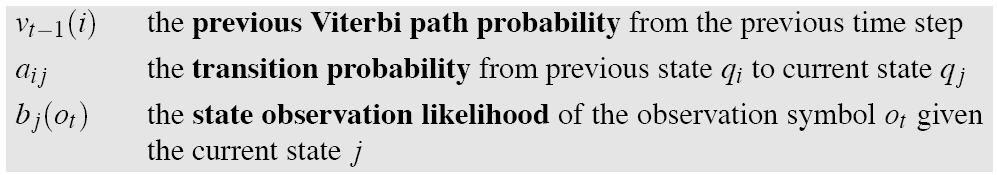 vt−1(i) the previous Viterbi path probability from the previous time step
aij the transition probability from previous state qi to current state qj
bj(ot) the state observation likelihood of the observation symbol ot given
the current state j